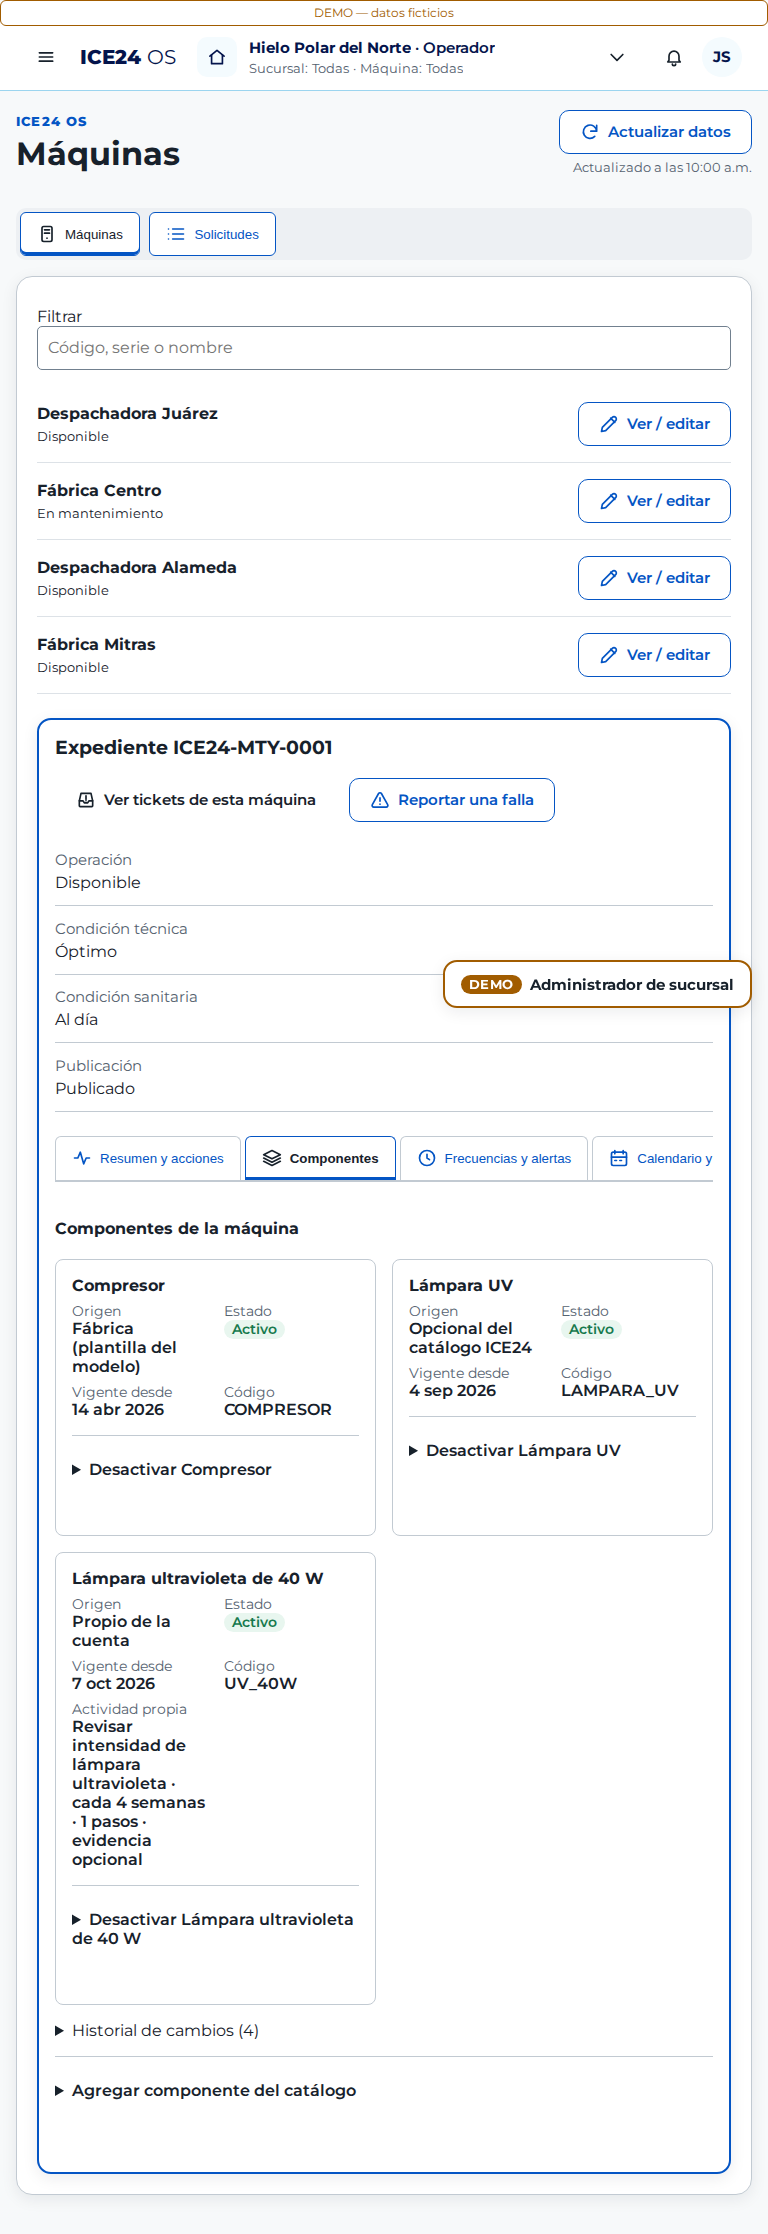 DEMO — datos ficticios
ICE24 OS
Hielo Polar del Norte · Operador
Sucursal: Todas · Máquina: Todas
JS
ICE24 OS
Máquinas
Actualizar datos
Actualizado a las 10:00 a.m.
Máquinas
Solicitudes
Filtrar
Código, serie o nombre
Despachadora Juárez
Disponible
Ver / editar
Fábrica Centro
En mantenimiento
Ver / editar
Despachadora Alameda
Disponible
Ver / editar
Fábrica Mitras
Disponible
Ver / editar
Expediente ICE24-MTY-0001
Ver tickets de esta máquina
Reportar una falla
Operación
Disponible
Condición técnica
Óptimo
DEMO Administrador de sucursal
Condición sanitaria
Al día
Publicación
Publicado
Resumen y acciones
Componentes
Frecuencias y alertas
Calendario y
Componentes de la máquina
Compresor
Origen
Fábrica
(plantilla del
modelo)
Estado
Activo
Vigente desde
14 abr 2026
Código
COMPRESOR
Desactivar Compresor
Lámpara UV
Origen
Opcional del
catálogo ICE24
Estado
Activo
Vigente desde
4 sep 2026
Código
LAMPARA_UV
Desactivar Lámpara UV
Lámpara ultravioleta de 40 W
Origen
Propio de la
cuenta
Estado
Activo
Vigente desde
7 oct 2026
Código
UV_40W
Actividad propia
Revisar
intensidad de
lámpara
ultravioleta ·
cada 4 semanas
· 1 pasos ·
evidencia
opcional
Desactivar Lámpara ultravioleta
de 40 W
Historial de cambios (4)
Agregar componente del catálogo